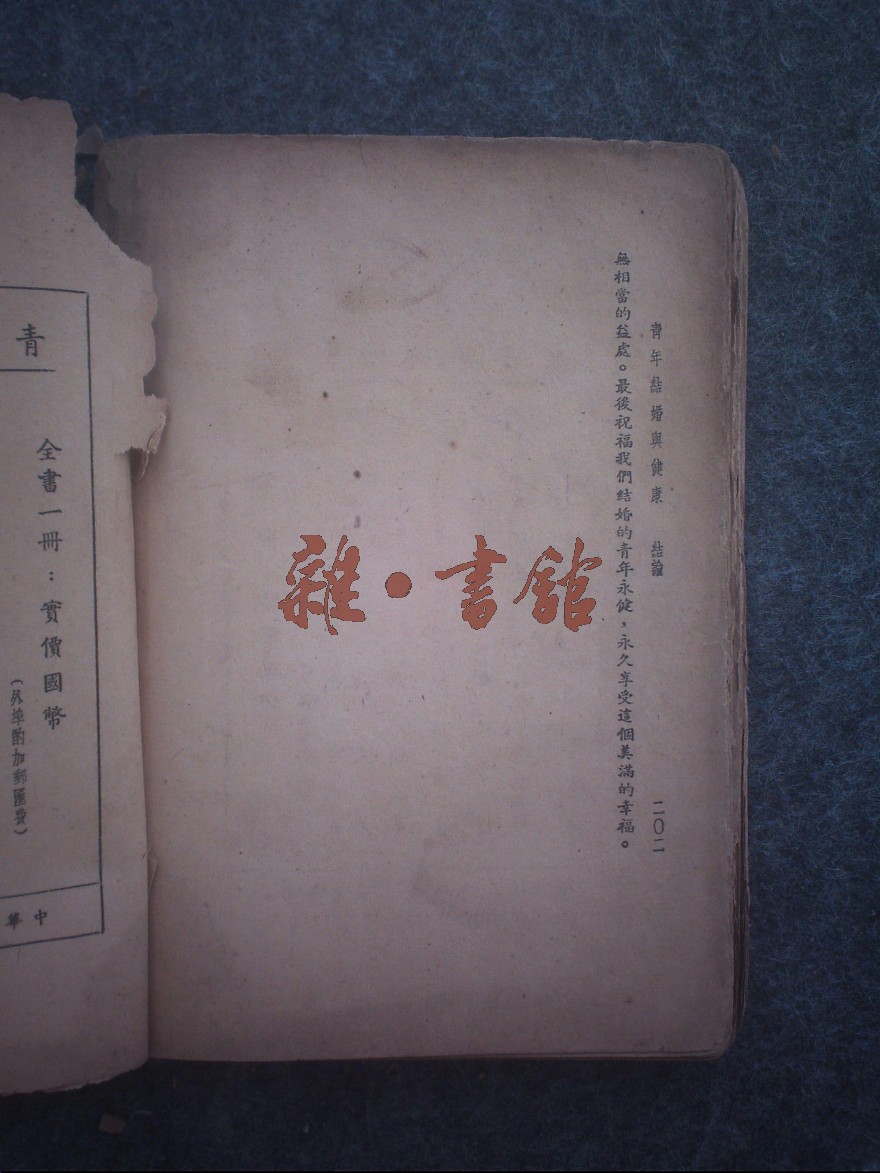 青年結婚與健康 結論 二〇二
無相當的益處。最後祝福我們結婚的青年永健，永久享受這個美滿的幸福。
雜·書館
青
全書一冊：實價國幣
（外埠酌加郵匯費）
中華